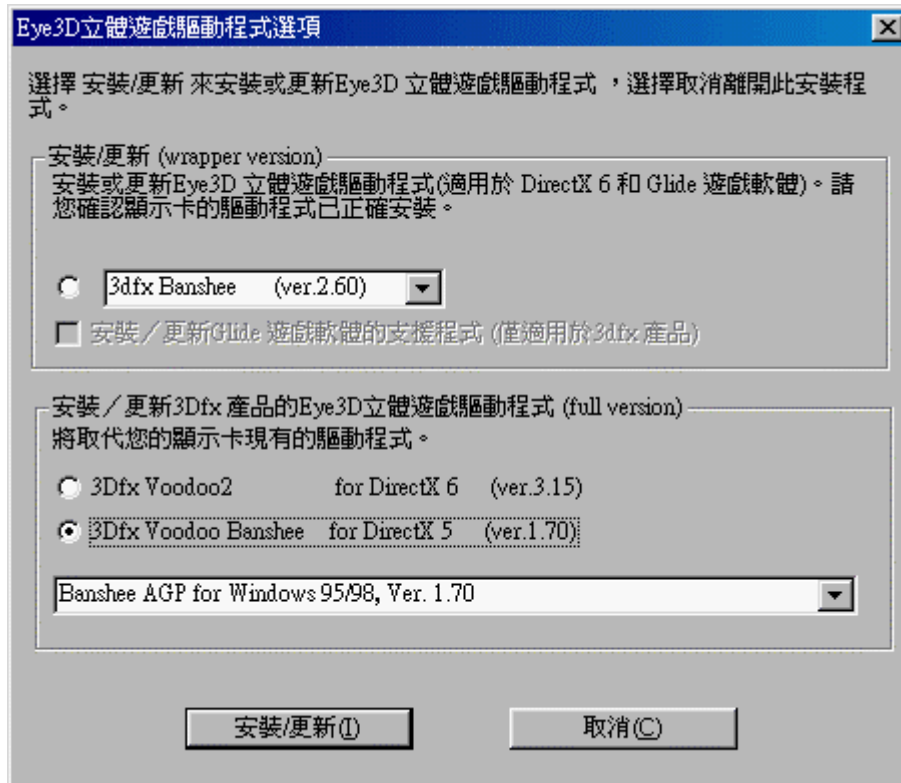 Eye3D立體遊戲驅動程式選項
選擇 安裝/更新 來安裝或更新Eye3D 立體遊戲驅動程式 ，選擇取消離開此安裝程
式。
安裝/更新 (wrapper version)
安裝或更新Eye3D 立體遊戲驅動程式(適用於 DirectX 6 和 Glide 遊戲軟體)。請
您確認顯示卡的驅動程式已正確安裝。
3dfx Banshee (ver.2.60)
安裝／更新Glide 遊戲軟體的支援程式 (僅適用於3dfx 產品)
安裝／更新3Dfx 產品的Eye3D立體遊戲驅動程式 (full version)
將取代您的顯示卡現有的驅動程式。
3Dfx Voodoo2 for DirectX 6 (ver.3.15)
3Dfx Voodoo Banshee for DirectX 5 (ver.1.70)
Banshee AGP for Windows 95/98, Ver. 1.70
安裝/更新(I) 取消(C)